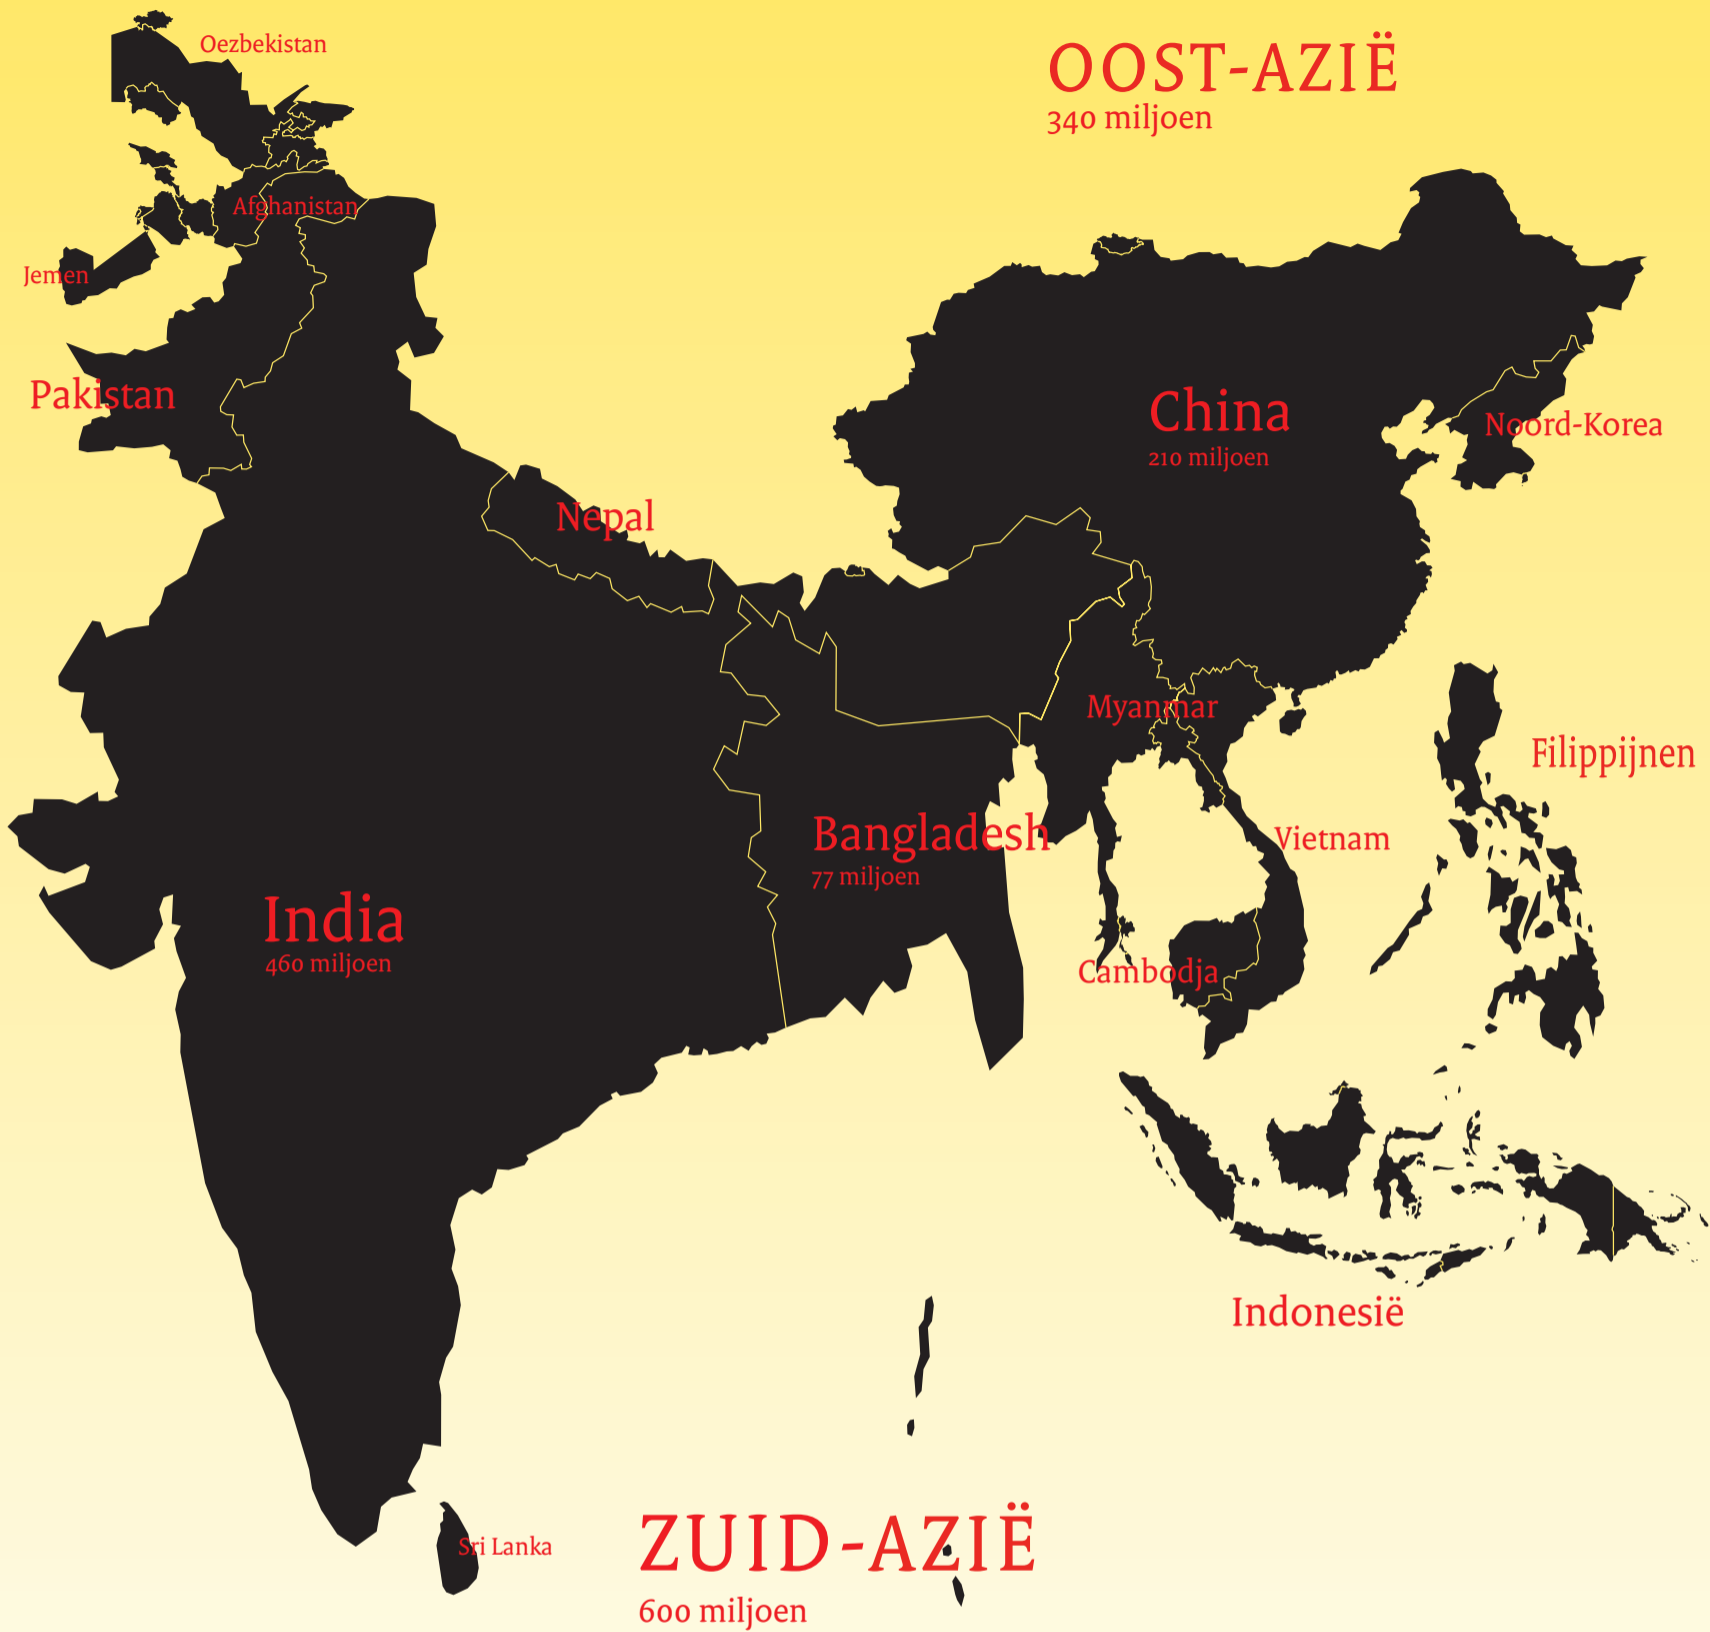 Oezbekistan
OOST-AZIË
340 miljoen
Afghanistan
Jemen
Pakistan
China
210 miljoen
Noord-Korea
Nepal
Myanmar
Filippijnen
Bangladesh
77 miljoen
Vietnam
India
460 miljoen
Cambodja
Indonesië
Sri Lanka
ZUID-AZIË
600 miljoen